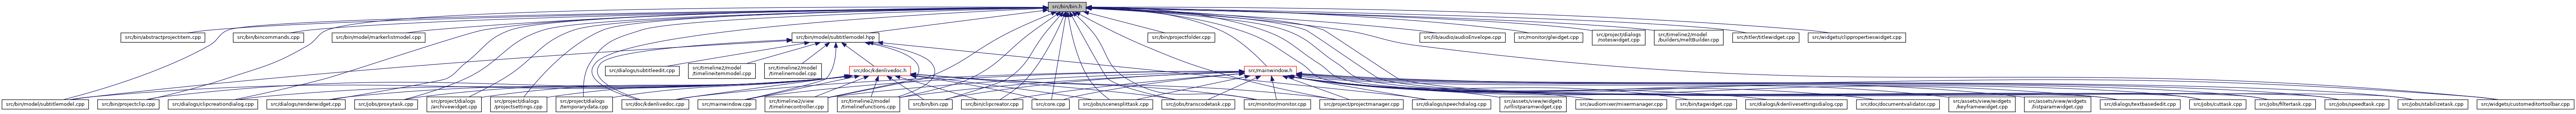 src/bin/bin.h
src/bin/abstractprojectitem.cpp
src/bin/bincommands.cpp
src/bin/model/markerlistmodel.cpp
src/bin/model/subtitlemodel.hpp
src/bin/projectfolder.cpp
src/lib/audio/audioEnvelope.cpp
src/monitor/glwidget.cpp
src/project/dialogs
/noteswidget.cpp
src/timeline2/model
/builders/meltBuilder.cpp
src/titler/titlewidget.cpp
src/widgets/clippropertieswidget.cpp
src/dialogs/subtitleedit.cpp
src/timeline2/model
/timelineitemmodel.cpp
src/timeline2/model
/timelinemodel.cpp
src/doc/kdenlivedoc.h
src/mainwindow.h
src/bin/model/subtitlemodel.cpp
src/bin/projectclip.cpp
src/dialogs/clipcreationdialog.cpp
src/dialogs/renderwidget.cpp
src/jobs/proxytask.cpp
src/project/dialogs
/archivewidget.cpp
src/project/dialogs
/projectsettings.cpp
src/project/dialogs
/temporarydata.cpp
src/doc/kdenlivedoc.cpp
src/mainwindow.cpp
src/timeline2/view
/timelinecontroller.cpp
src/timeline2/model
/timelinefunctions.cpp
src/bin/bin.cpp
src/bin/clipcreator.cpp
src/core.cpp
src/jobs/scenesplittask.cpp
src/jobs/transcodetask.cpp
src/monitor/monitor.cpp
src/project/projectmanager.cpp
src/dialogs/speechdialog.cpp
src/assets/view/widgets
/urllistparamwidget.cpp
src/audiomixer/mixermanager.cpp
src/bin/tagwidget.cpp
src/dialogs/kdenlivesettingsdialog.cpp
src/doc/documentvalidator.cpp
src/assets/view/widgets
/keyframewidget.cpp
src/assets/view/widgets
/listparamwidget.cpp
src/dialogs/textbasededit.cpp
src/jobs/cuttask.cpp
src/jobs/filtertask.cpp
src/jobs/speedtask.cpp
src/jobs/stabilizetask.cpp
src/widgets/customeditortoolbar.cpp